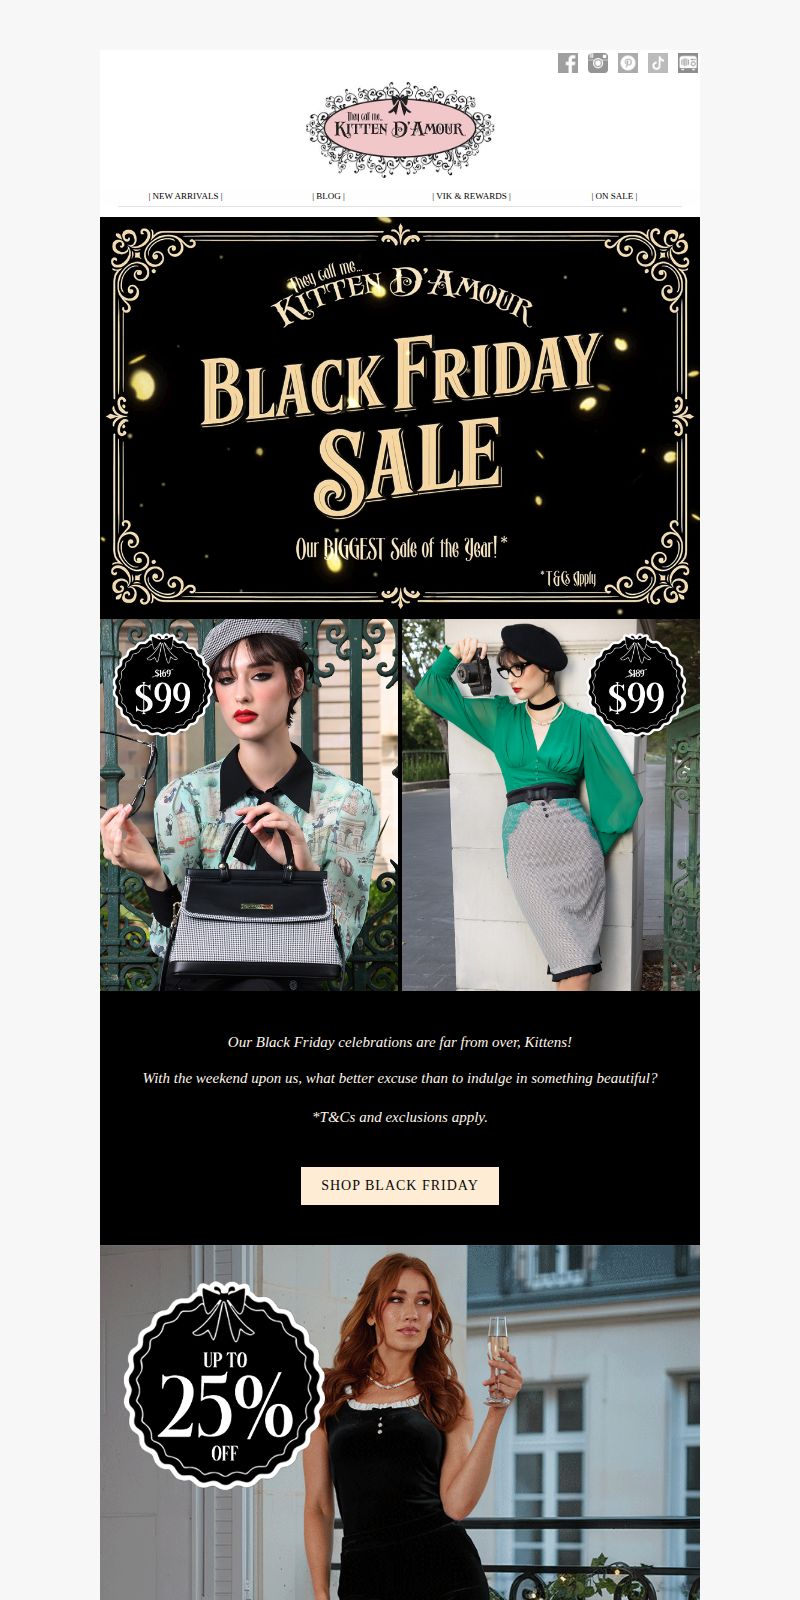 They call me...
KITTEN D'AMOUR
| NEW ARRIVALS |
| BLOG |
| VIK & REWARDS |
| ON SALE |
They call me...
KITTEN D'AMOUR
BLACK FRIDAY
SALE
Our BIGGEST Sale of the Year!*
*T&Cs Apply
$169
$99
$189
$99
Our Black Friday celebrations are far from over, Kittens!
With the weekend upon us, what better excuse than to indulge in something beautiful?
*T&Cs and exclusions apply.
SHOP BLACK FRIDAY
UP TO
25%
OFF